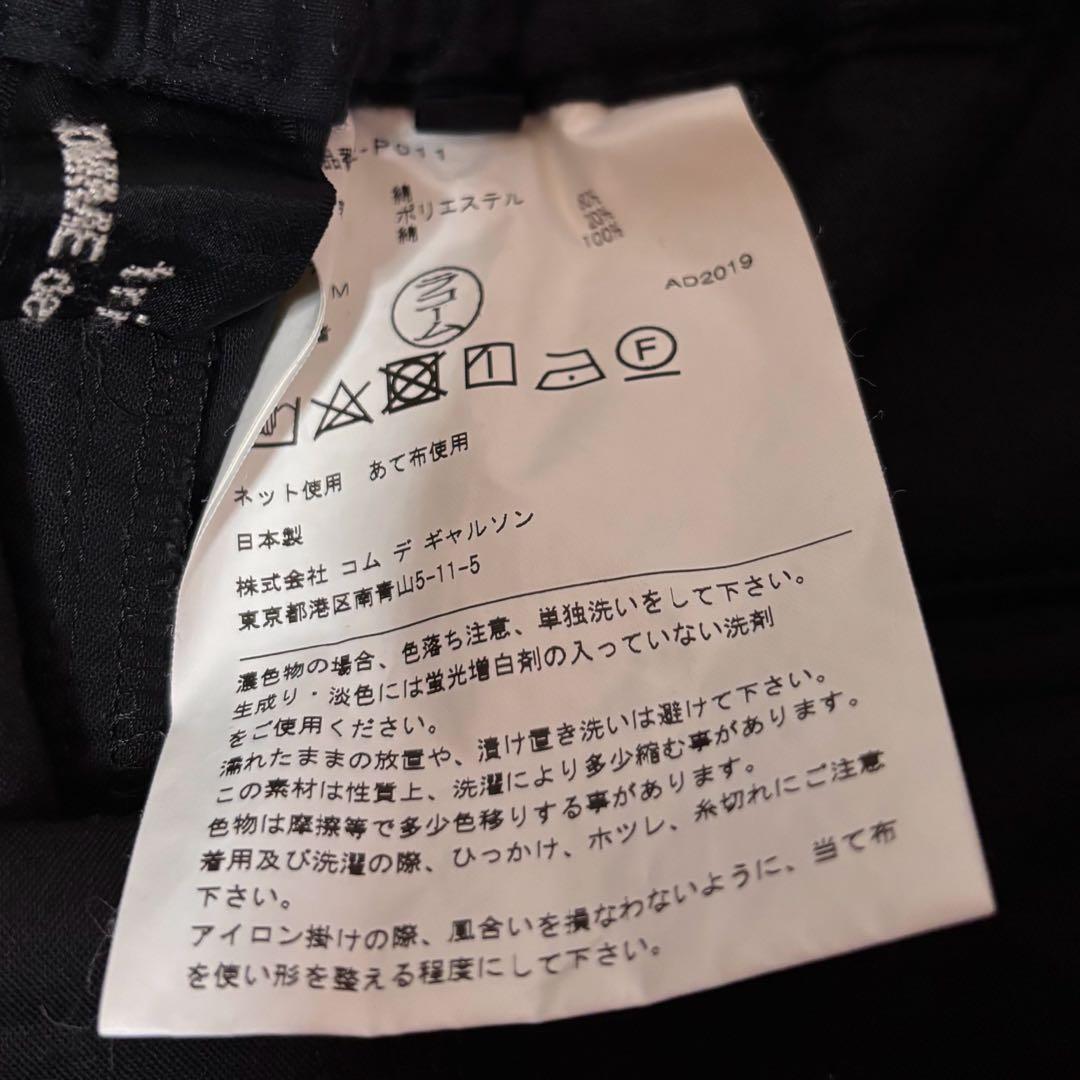 -P011
綿
ポリエステル 20%
綿 100%
M
ラコーム
AD2019
F
ネット使用 あて布使用
日本製
株式会社 コム デ ギャルソン
東京都港区南青山5-11-5
濃色物の場合、色落ち注意、単独洗いをして下さい。
生成り・淡色には蛍光増白剤の入っていない洗剤
をご使用ください。
濡れたままの放置や、漬け置き洗いは避けて下さい。
この素材は性質上、洗濯により多少縮む事があります。
色物は摩擦等で多少色移りする事があります。
着用及び洗濯の際、ひっかけ、ホツレ、糸切れにご注意
下さい。
アイロン掛けの際、風合いを損なわないように、当て布
を使い形を整える程度にして下さい。
tri
de